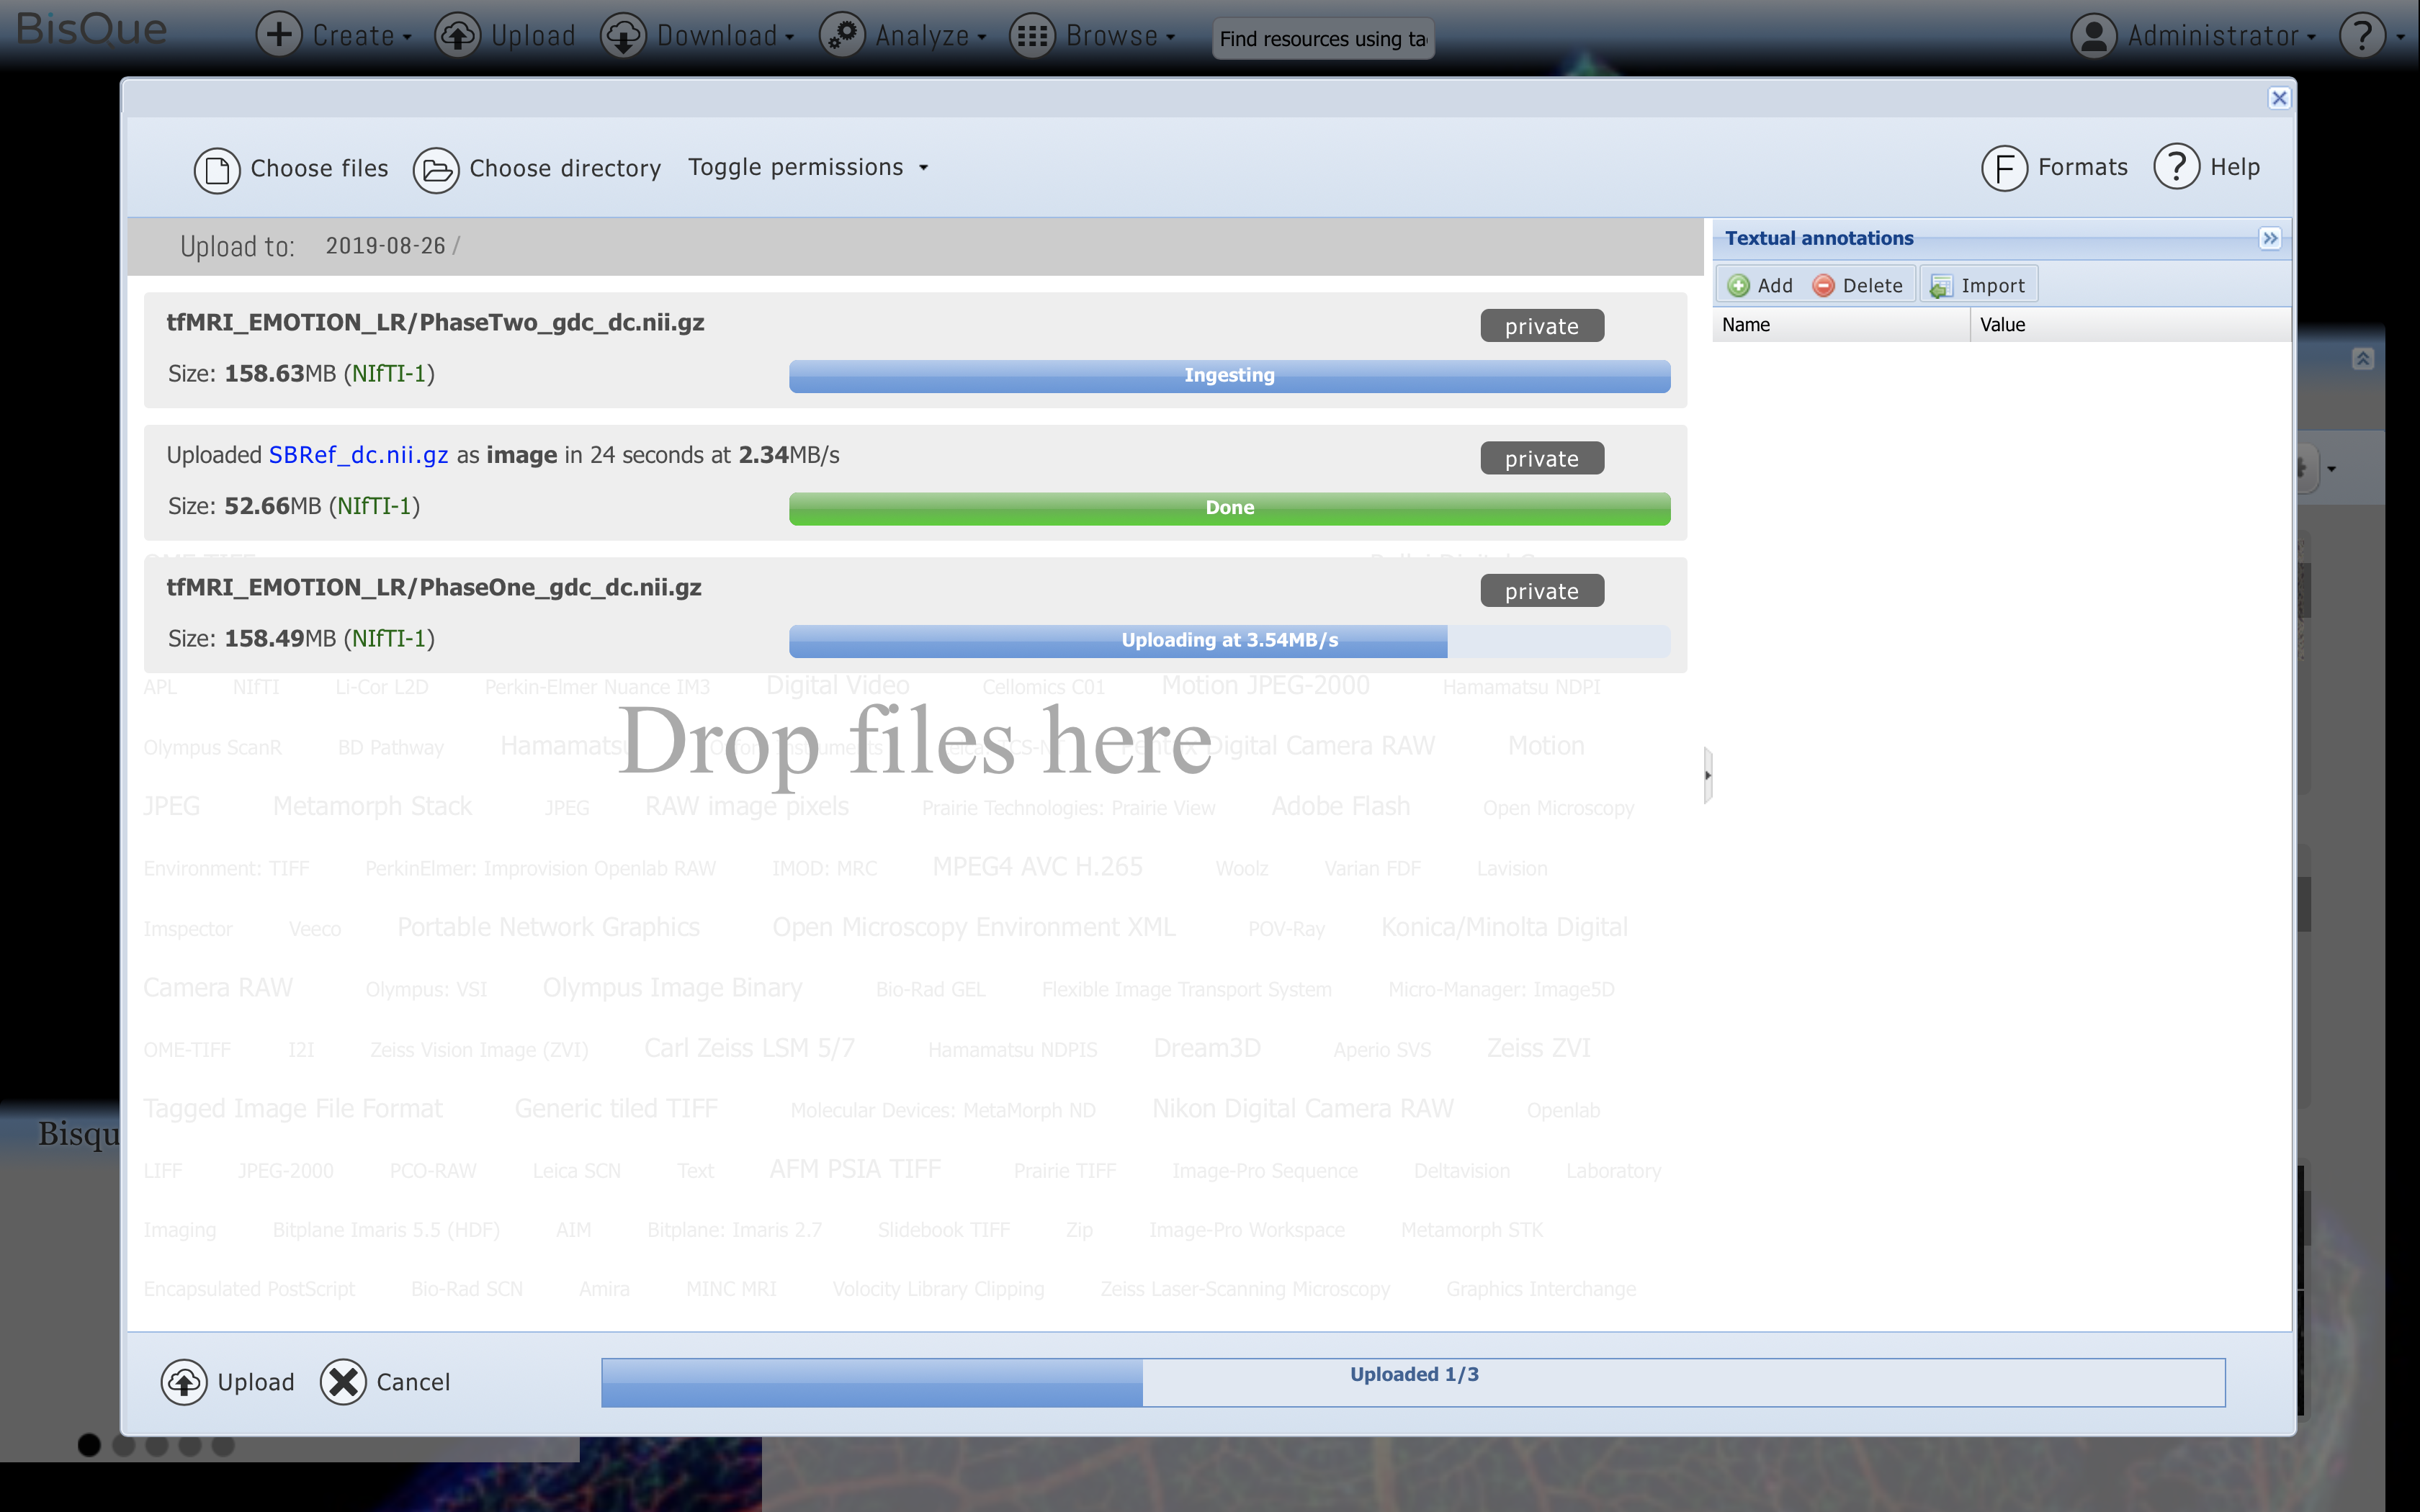 BisQue Create Upload Download Analyze Browse Find resources using ta Administrator ?
Choose files Choose directory Toggle permissions F Formats ? Help
Upload to: 2019-08-26 /
tfMRI_EMOTION_LR/PhaseTwo_gdc_dc.nii.gz private
Size: 158.63MB (NIfTI-1) Ingesting
Uploaded SBRef_dc.nii.gz as image in 24 seconds at 2.34MB/s private
Size: 52.66MB (NIfTI-1) Done
tfMRI_EMOTION_LR/PhaseOne_gdc_dc.nii.gz private
Size: 158.49MB (NIfTI-1) Uploading at 3.54MB/s
APL NIfTI Li-Cor L2D Perkin-Elmer Nuance IM3 Digital Video Cellomics C01 Motion JPEG-2000 Hamamatsu NDPI
Drop files here
Olympus ScanR BD Pathway Hamamatsu Digital Camera RAW Motion
JPEG Metamorph Stack JPEG RAW image pixels Prairie Technologies: Prairie View Adobe Flash Open Microscopy
Environment: TIFF PerkinElmer: Improvision Openlab RAW IMOD: MRC MPEG4 AVC H.265 Woolz Varian FDF Lavision
Imspector Veeco Portable Network Graphics Open Microscopy Environment XML POV-Ray Konica/Minolta Digital
Camera RAW Olympus: VSI Olympus Image Binary Bio-Rad GEL Flexible Image Transport System Micro-Manager: Image5D
OME-TIFF I2I Zeiss Vision Image (ZVI) Carl Zeiss LSM 5/7 Hamamatsu NDPIS Dream3D Aperio SVS Zeiss ZVI
Tagged Image File Format Generic tiled TIFF Molecular Devices: MetaMorph ND Nikon Digital Camera RAW Openlab
LIFF JPEG-2000 PCO-RAW Leica SCN Text AFM PSIA TIFF Prairie TIFF Image-Pro Sequence Deltavision Laboratory
Imaging Bitplane Imaris 5.5 (HDF) AIM Bitplane: Imaris 2.7 Slidebook TIFF Zip Image-Pro Workspace Metamorph STK
Encapsulated PostScript Bio-Rad SCN Amira MINC MRI Volocity Library Clipping Zeiss Laser-Scanning Microscopy Graphics Interchange
Textual annotations
Add Delete Import
Name Value
Bisqu
Upload Cancel Uploaded 1/3